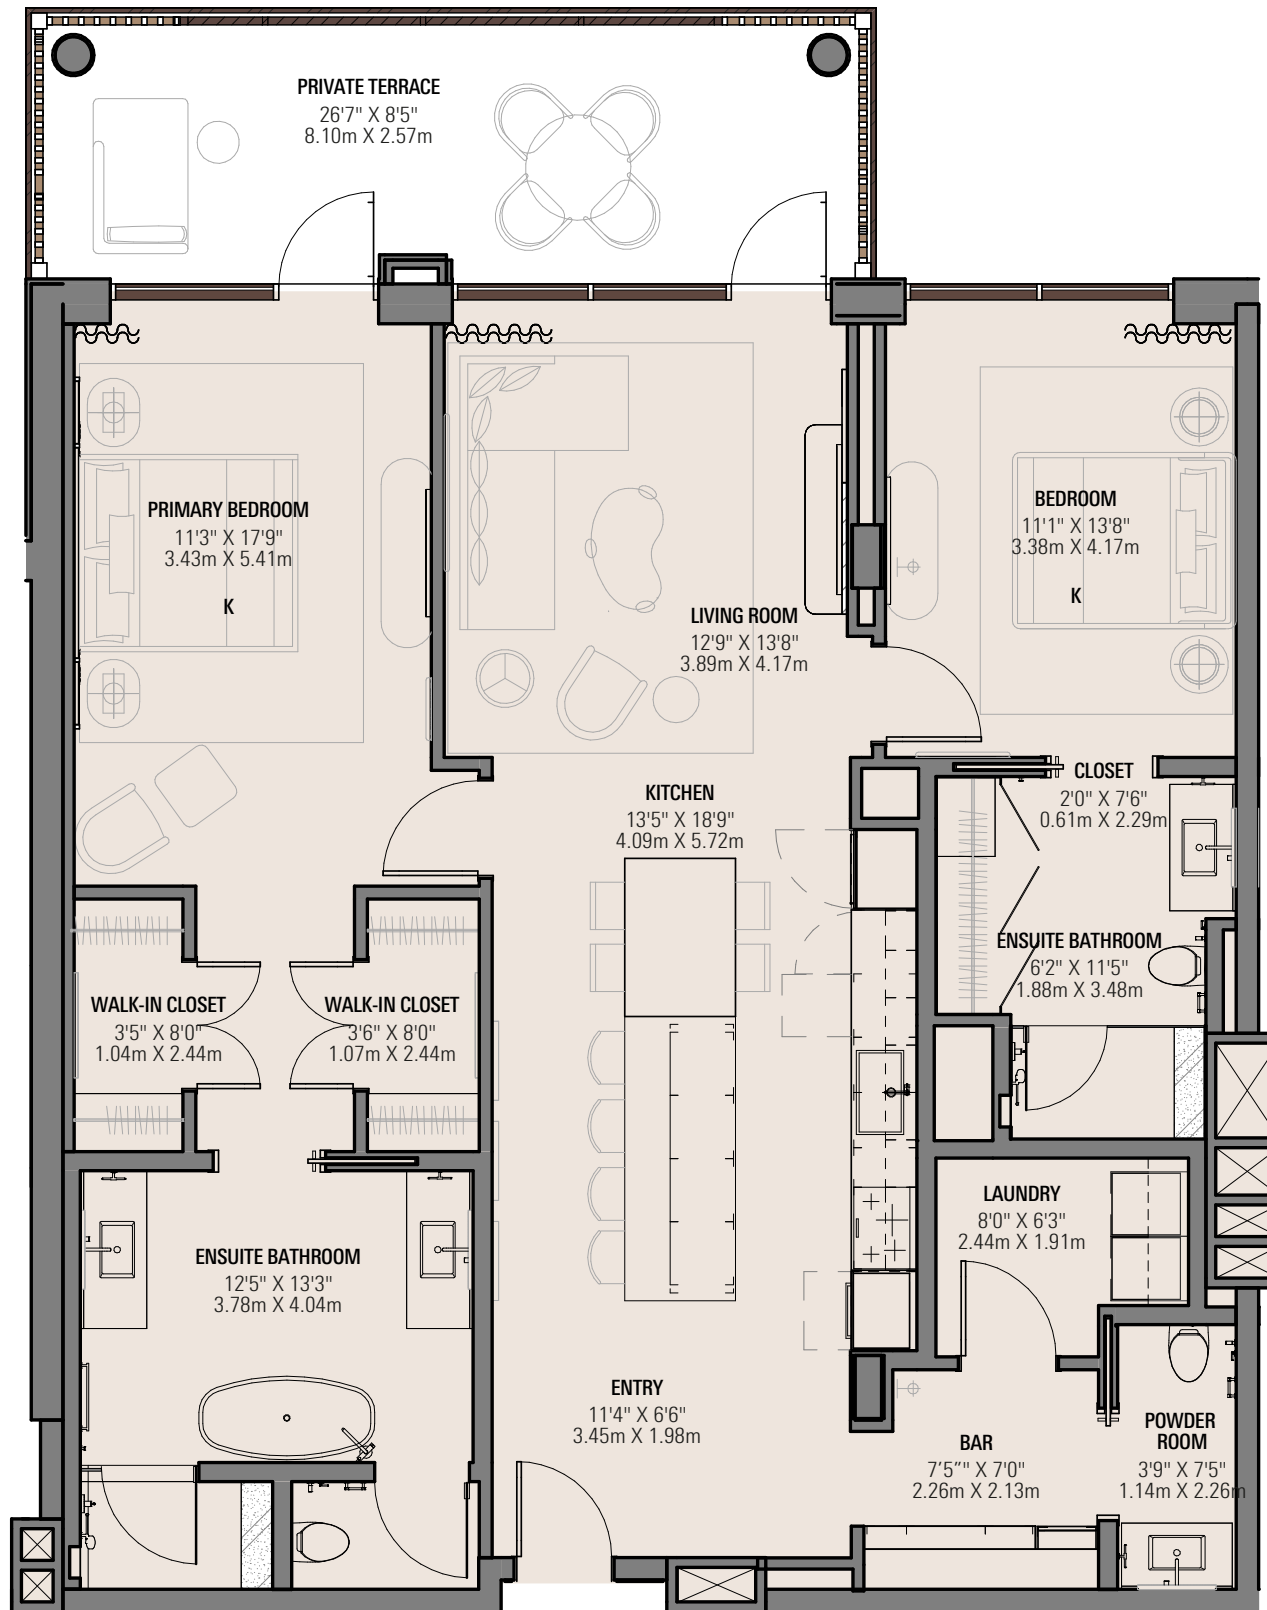 PRIVATE TERRACE
26'7" X 8'5"
8.10m X 2.57m
PRIMARY BEDROOM
11'3" X 17'9"
3.43m X 5.41m
K
LIVING ROOM
12'9" X 13'8"
3.89m X 4.17m
BEDROOM
11'1" X 13'8"
3.38m X 4.17m
K
KITCHEN
13'5" X 18'9"
4.09m X 5.72m
CLOSET
2'0" X 7'6"
0.61m X 2.29m
ENSUITE BATHROOM
6'2" X 11'5"
1.88m X 3.48m
WALK-IN CLOSET
3'5" X 8'0"
1.04m X 2.44m
WALK-IN CLOSET
3'6" X 8'0"
1.07m X 2.44m
LAUNDRY
8'0" X 6'3"
2.44m X 1.91m
ENSUITE BATHROOM
12'5" X 13'3"
3.78m X 4.04m
ENTRY
11'4" X 6'6"
3.45m X 1.98m
BAR
7'5"" X 7'0"
2.26m X 2.13m
POWDER
ROOM
3'9" X 7'5"
1.14m X 2.26m